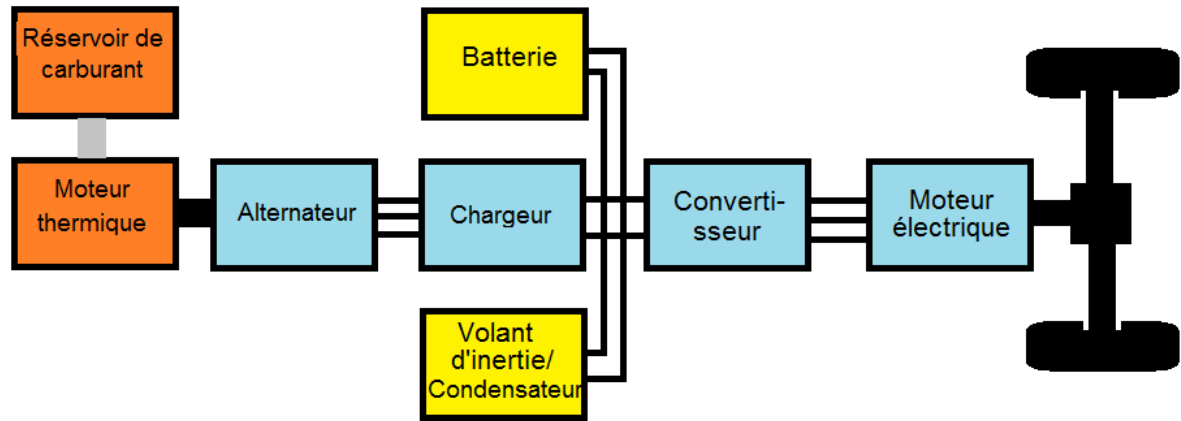 Réservoir de
carburant
Batterie
Moteur
thermique
Alternateur
Chargeur
Converti-
sseur
Moteur
électrique
Volant
d'inertie/
Condensateur